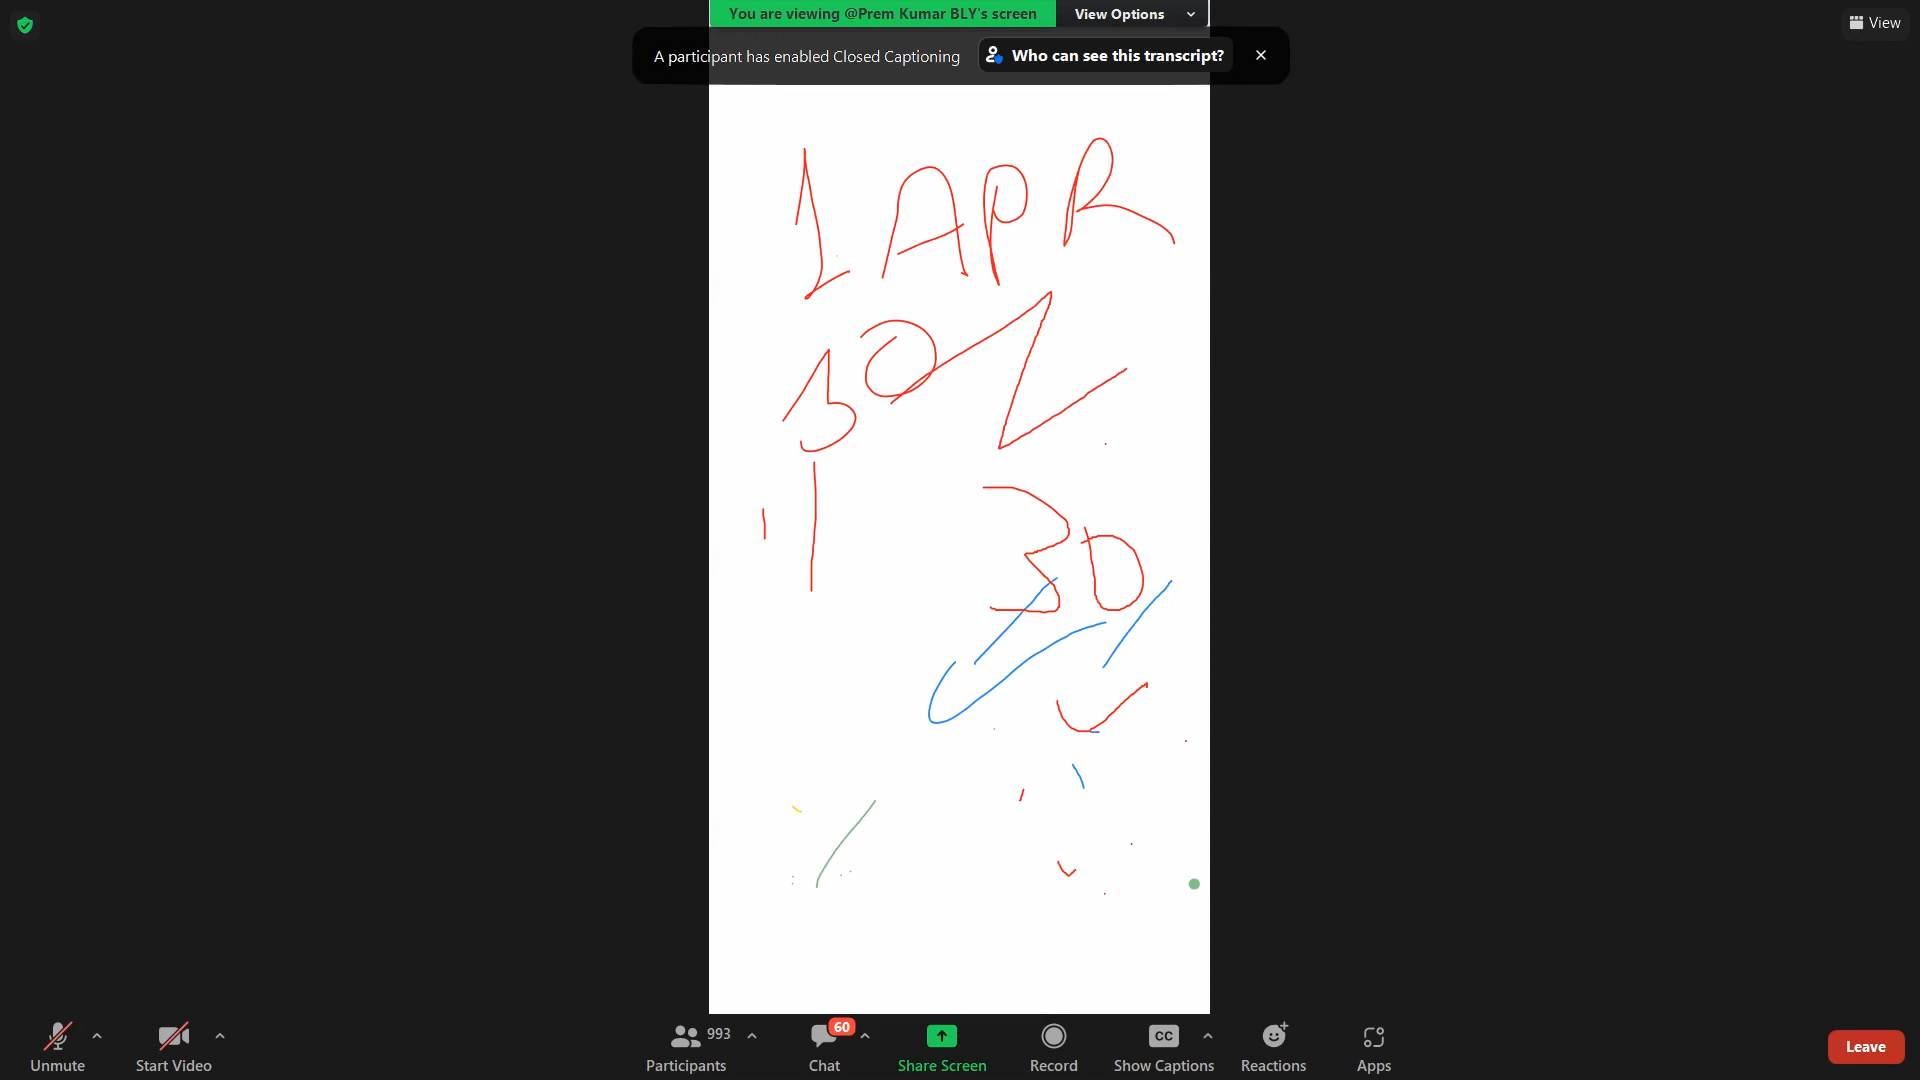 You are viewing @Prem Kumar BLY's screen
View Options
View
A participant has enabled Closed Captioning
Who can see this transcript?
1 APR
30
3D
Unmute
Start Video
993
Participants
60
Chat
Share Screen
Record
CC
Show Captions
Reactions
Apps
Leave